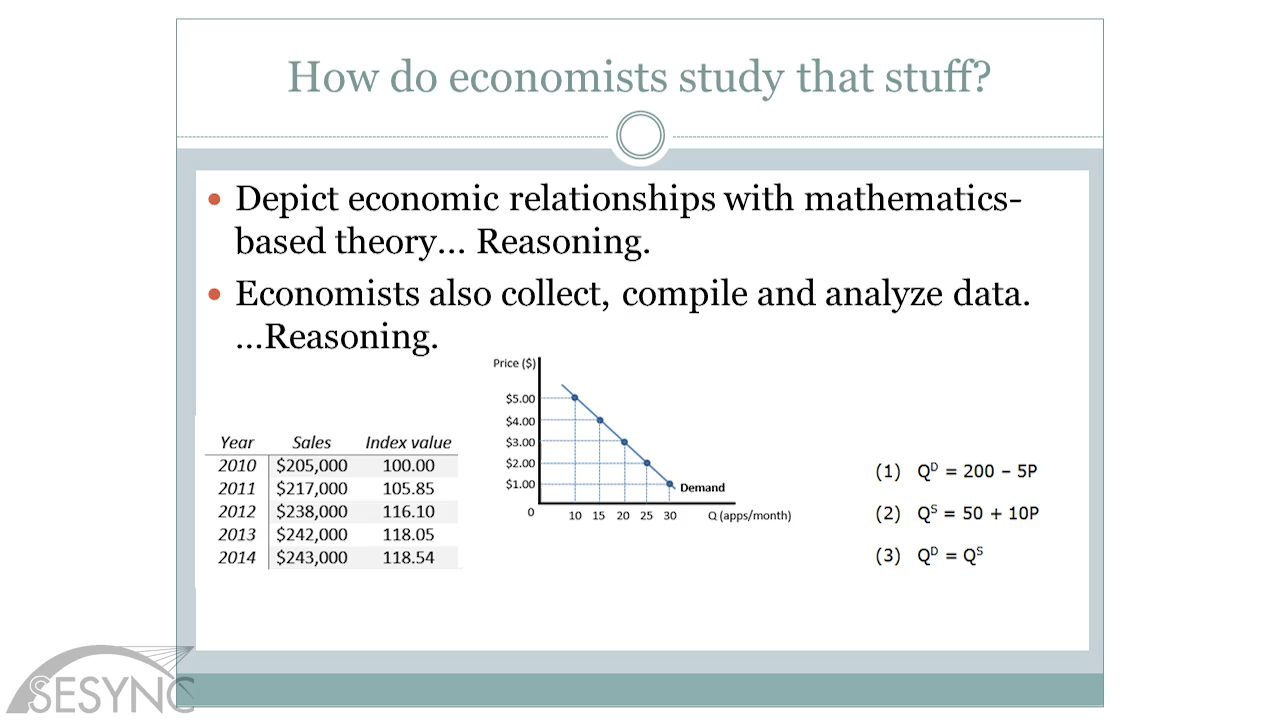 How do economists study that stuff?
• Depict economic relationships with mathematics-
based theory... Reasoning.
• Economists also collect, compile and analyze data.
...Reasoning.
Year Sales Index value
2010 $205,000 100.00
2011 $217,000 105.85
2012 $238,000 116.10
2013 $242,000 118.05
2014 $243,000 118.54
Price ($)
$5.00
$4.00
$3.00
$2.00
$1.00
Demand
0 10 15 20 25 30 Q (apps/month)
(1) Qᴰ = 200 – 5P
(2) Qˢ = 50 + 10P
(3) Qᴰ = Qˢ
SESYNC